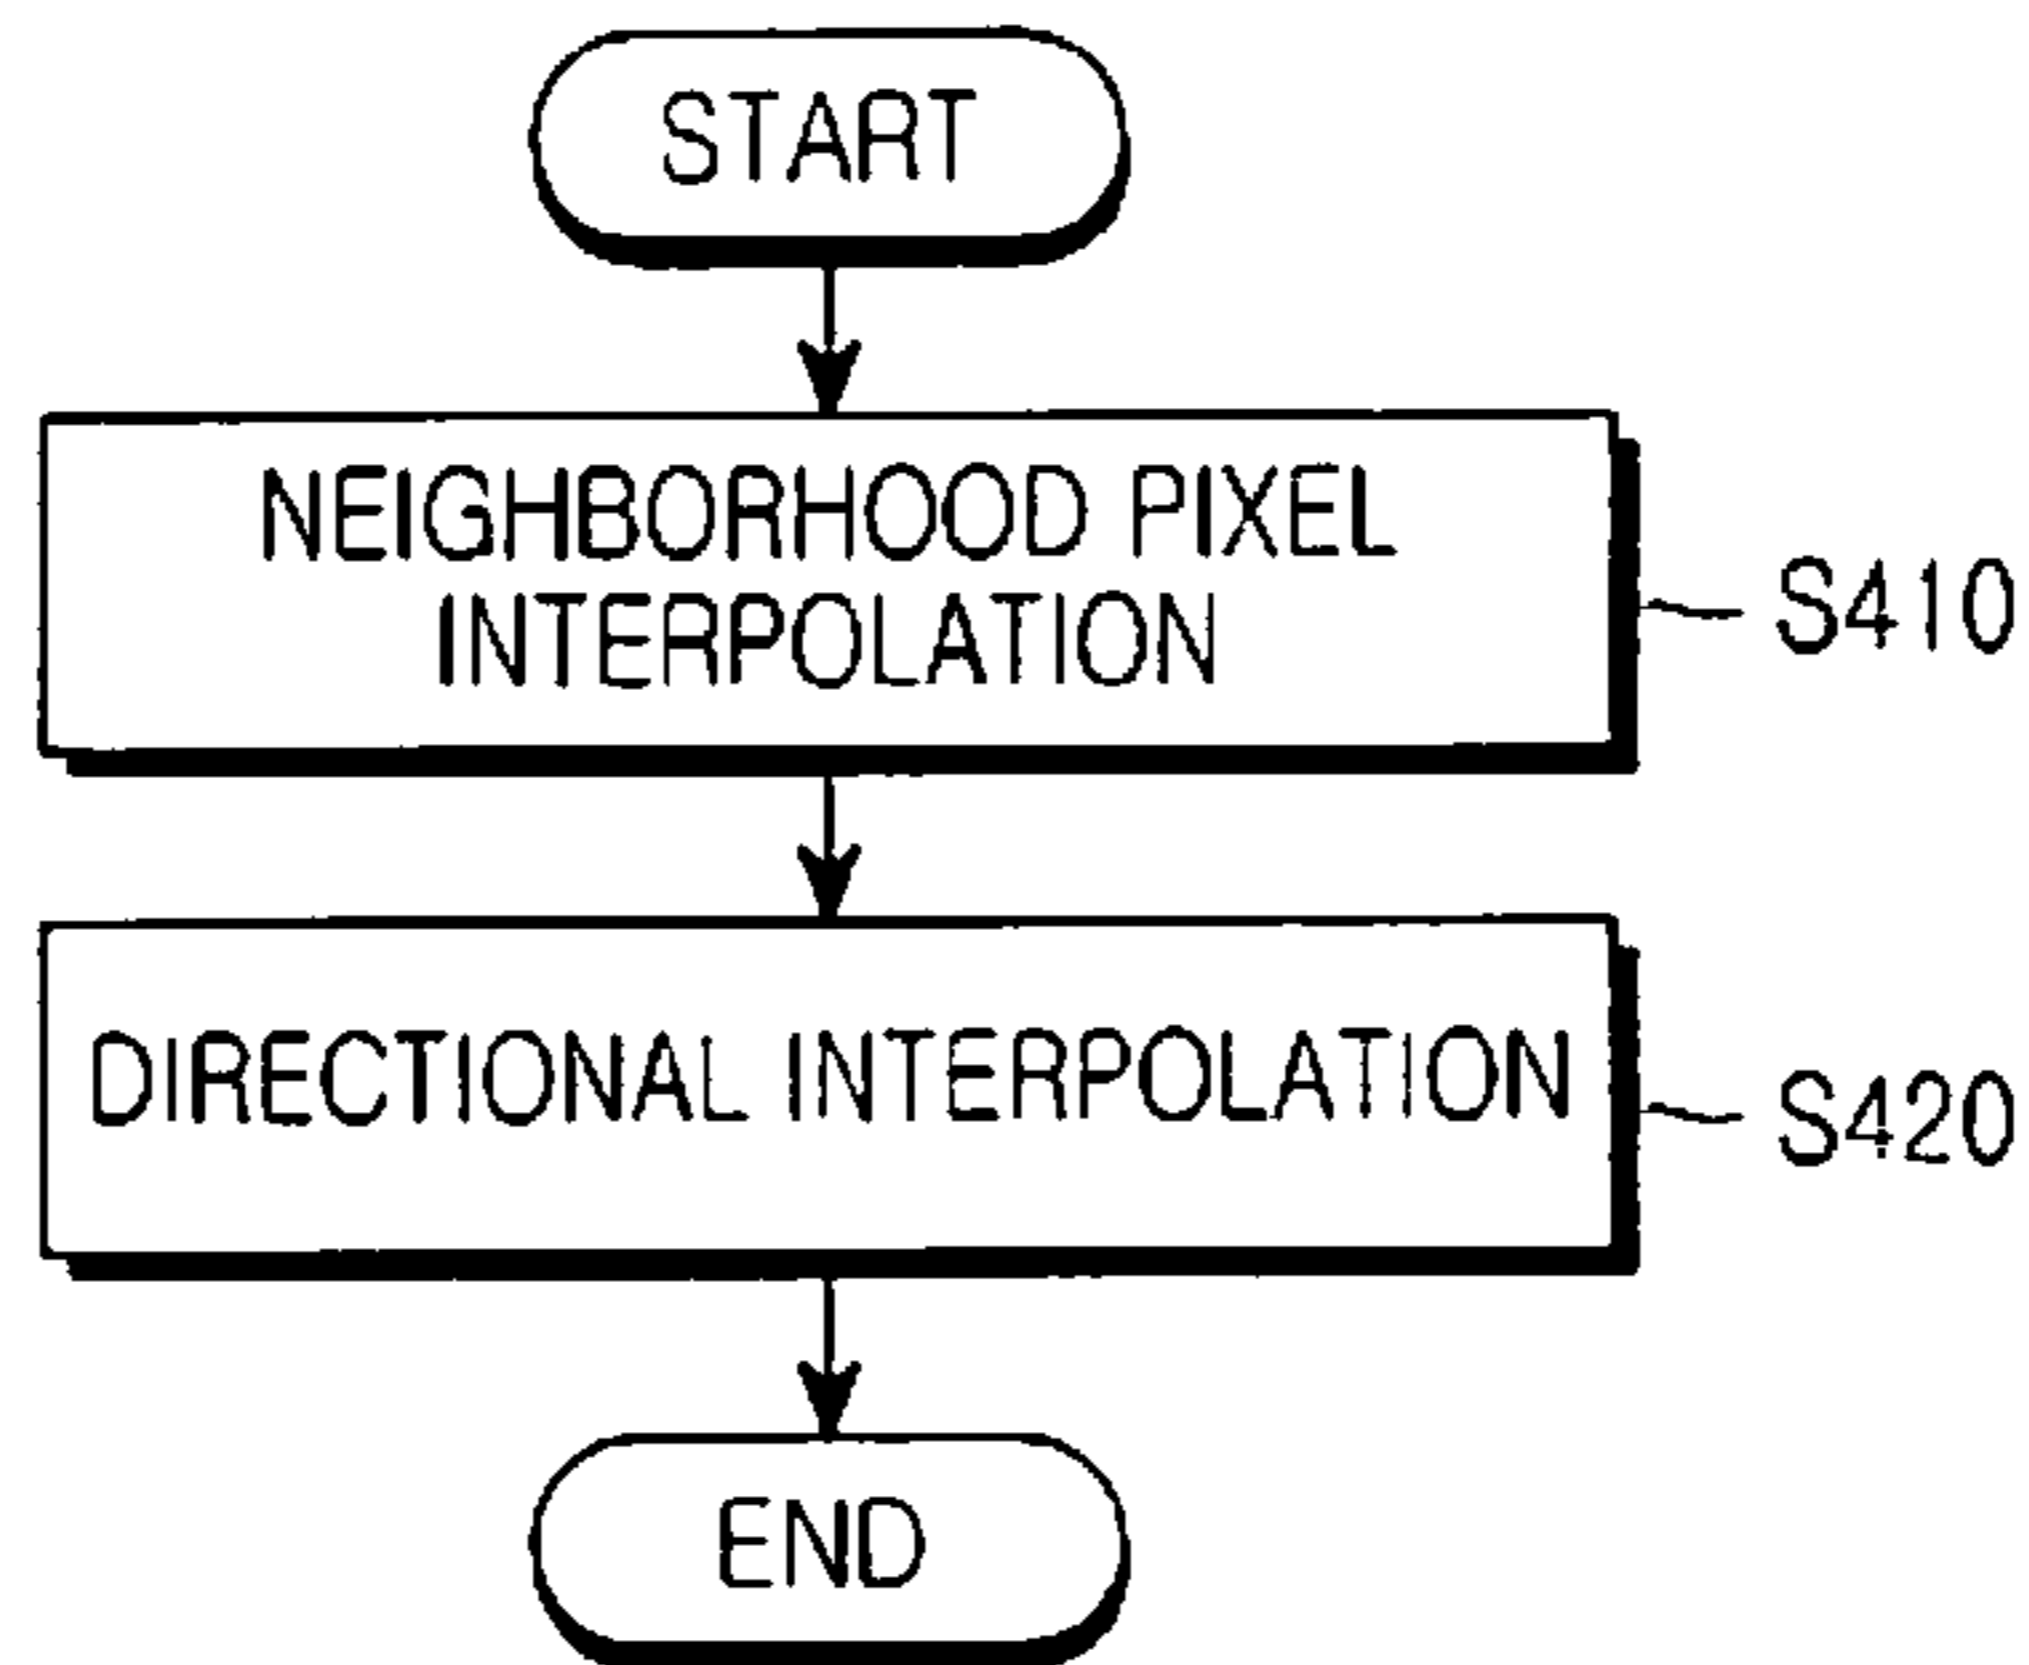 START
NEIGHBORHOOD PIXEL
INTERPOLATION
S410
DIRECTIONAL INTERPOLATION
S420
END